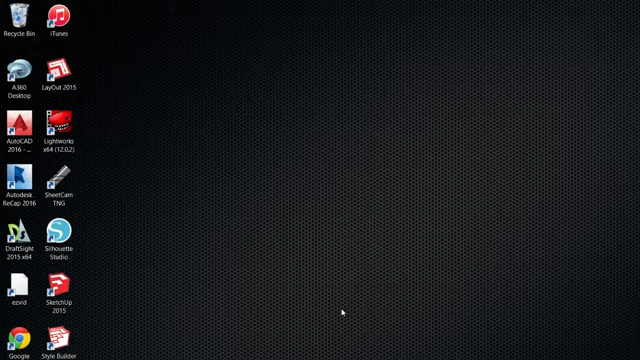 Recycle Bin
iTunes
A360
Desktop
LayOut 2015
AutoCAD
2016 - ...
Lightworks
x64 (12.0.2)
Autodesk
ReCap 2016
SheetCam
TNG
DraftSight
2015 x64
Silhouette
Studio
ezvid
SketchUp
2015
Google
Style Builder